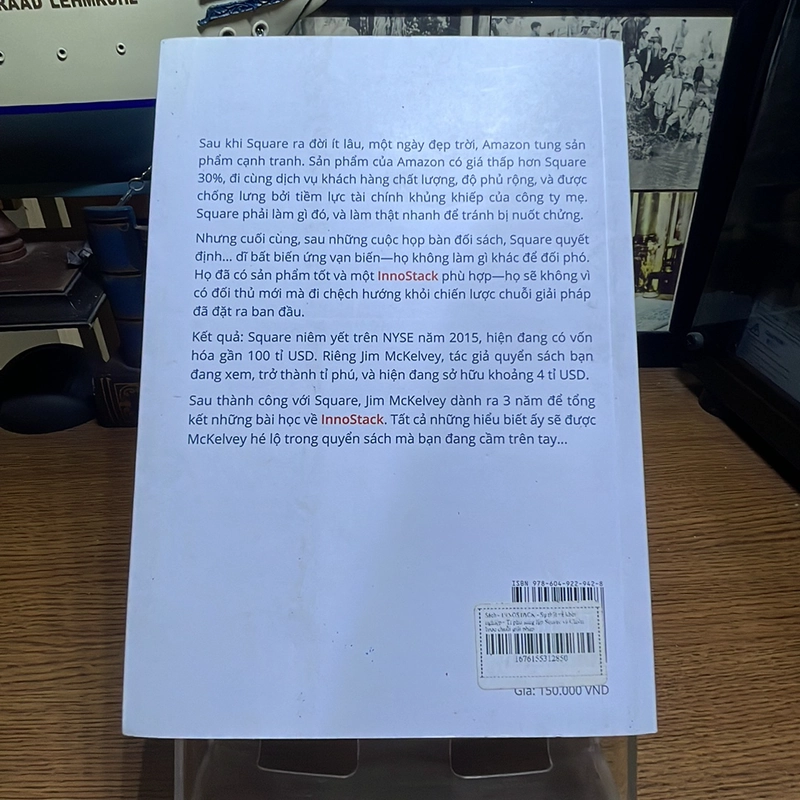 KAAD LEHMKUHL
Sau khi Square ra đời ít lâu, một ngày đẹp trời, Amazon tung sản
phẩm cạnh tranh. Sản phẩm của Amazon có giá thấp hơn Square
30%, đi cùng dịch vụ khách hàng chất lượng, độ phủ rộng, và được
chống lưng bởi tiềm lực tài chính khủng khiếp của công ty mẹ.
Square phải làm gì đó, và làm thật nhanh để tránh bị nuốt chửng.
Nhưng cuối cùng, sau những cuộc họp bàn đối sách, Square quyết
định... dĩ bất biến ứng vạn biến—họ không làm gì khác để đối phó.
Họ đã có sản phẩm tốt và một InnoStack phù hợp—họ sẽ không vì
có đối thủ mới mà đi chệch hướng khỏi chiến lược chuỗi giải pháp
đã đặt ra ban đầu.
Kết quả: Square niêm yết trên NYSE năm 2015, hiện đang có vốn
hóa gần 100 tỉ USD. Riêng Jim McKelvey, tác giả quyển sách bạn
đang xem, trở thành tỉ phú, và hiện đang sở hữu khoảng 4 tỉ USD.
Sau thành công với Square, Jim McKelvey dành ra 3 năm để tổng
kết những bài học về InnoStack. Tất cả những hiểu biết ấy sẽ được
McKelvey hé lộ trong quyển sách mà bạn đang cầm trên tay...
ISBN 978-604-922-942-8
1676155312850
Giá: 150.000 VND